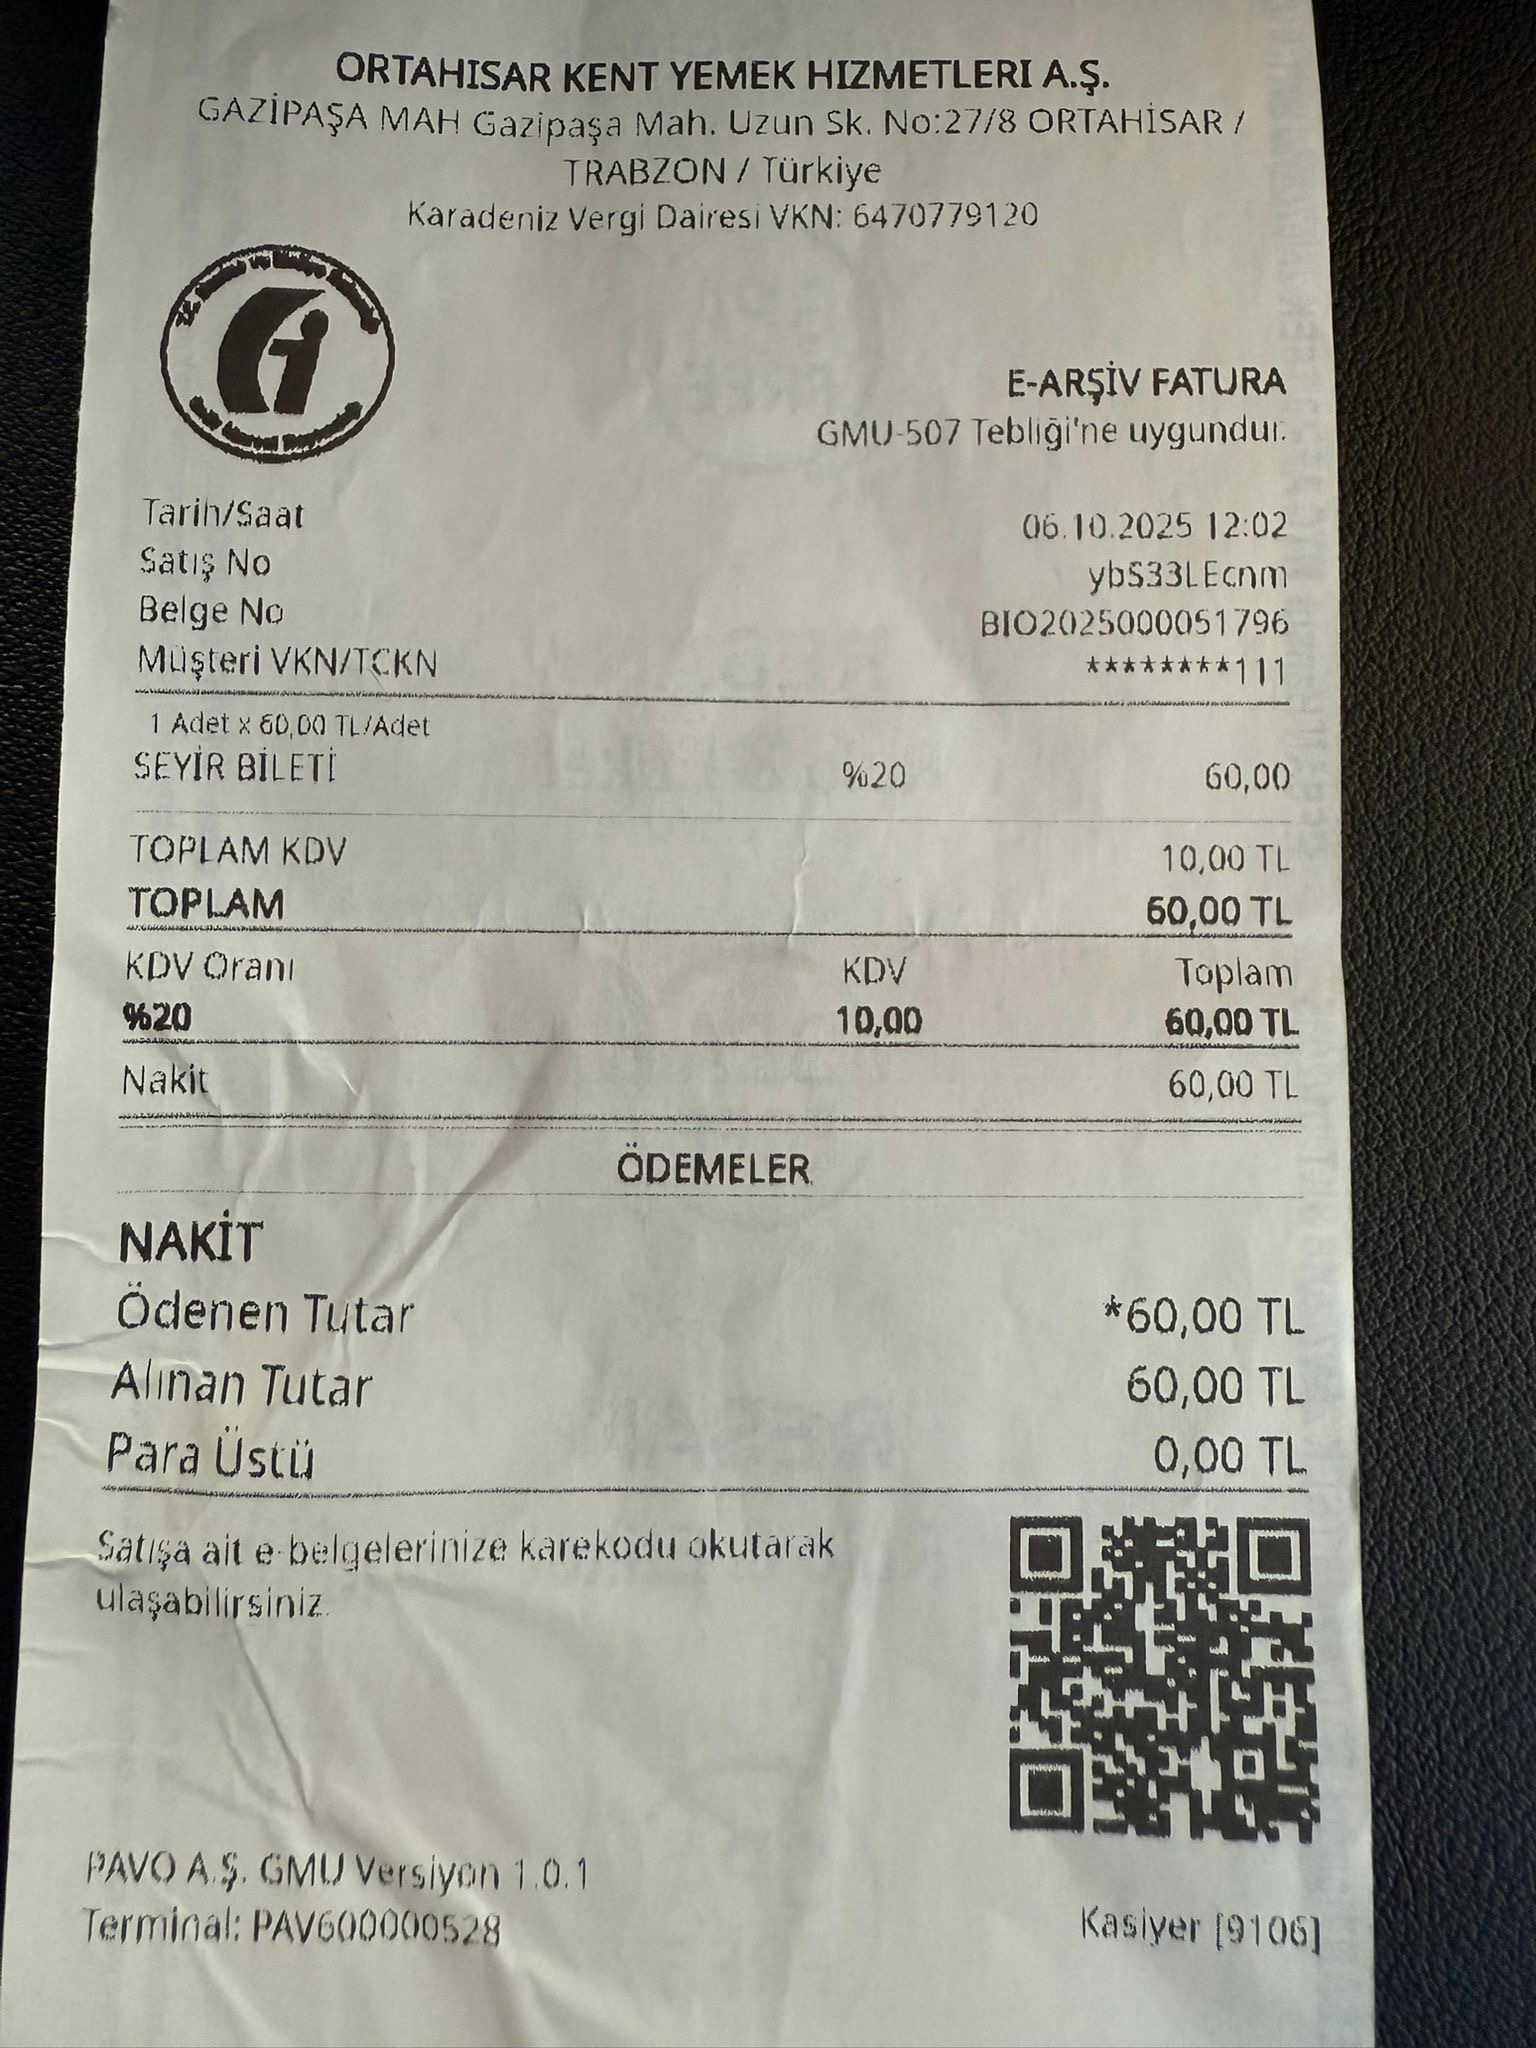 ORTAHISAR KENT YEMEK HIZMETLERI A.Ş.
GAZİPAŞA MAH Gazipaşa Mah. Uzun Sk. No:27/8 ORTAHİSAR /
TRABZON / Türkiye
Karadeniz Vergi Dairesi VKN: 6470779120
E-ARŞİV FATURA
GMU-507 Tebliği'ne uygundur.
Tarih/Saat 06.10.2025 12:02
Satış No ybS33LEcnm
Belge No BIO2025000051796
Müşteri VKN/TCKN ********111
1 Adet x 60,00 TL/Adet
SEYİR BİLETİ %20 60,00
TOPLAM KDV 10,00 TL
TOPLAM 60,00 TL
KDV Oranı KDV Toplam
%20 10,00 60,00 TL
Nakit 60,00 TL
ÖDEMELER
NAKİT
Ödenen Tutar *60,00 TL
Alınan Tutar 60,00 TL
Para Üstü 0,00 TL
Satışa ait e-belgelerinize karekodu okutarak
ulaşabilirsiniz.
PAVO A.Ş. GMU Versiyon 1.0.1
Terminal: PAV600000528 Kasiyer [9106]